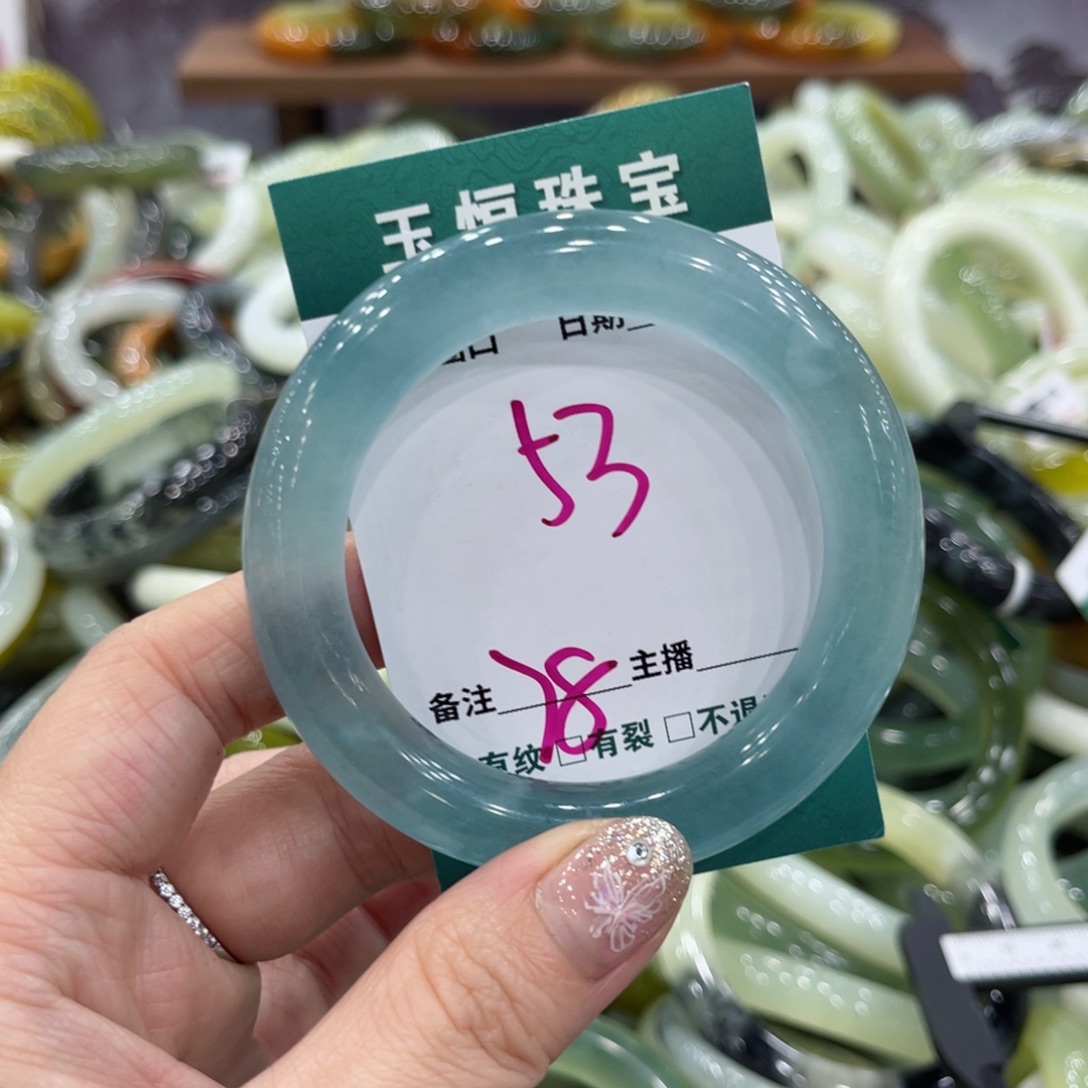 玉恒珠宝
日期
53
备注 主播
78
有纹 □有裂 □不退